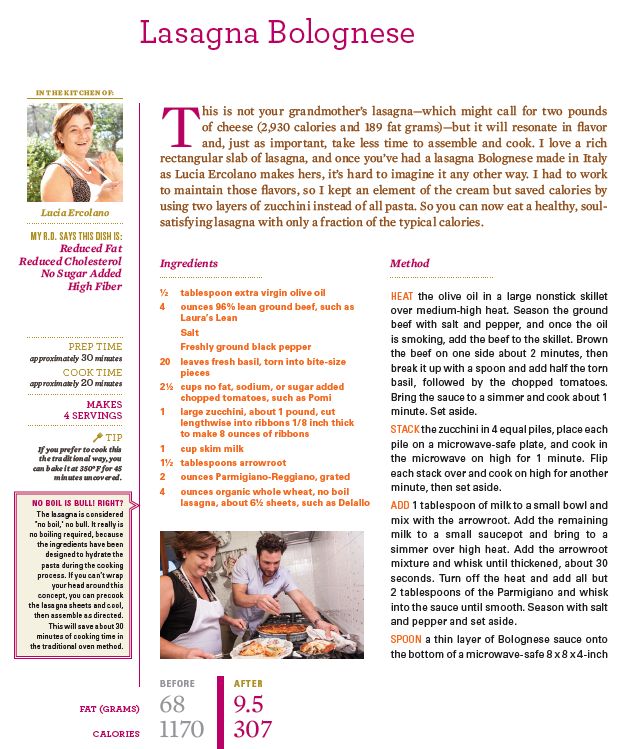 Lasagna Bolognese
IN THE KITCHEN OF:
Lucia Ercolano
MY R.D. SAYS THIS DISH IS:
Reduced Fat
Reduced Cholesterol
No Sugar Added
High Fiber
PREP TIME
approximately 30 minutes
COOK TIME
approximately 20 minutes
MAKES
4 SERVINGS
TIP
If you prefer to cook this
the traditional way, you
can bake it at 350°F for 45
minutes uncovered.
NO BOIL IS BULL! RIGHT?
The lasagna is considered
"no boil,' no bull. It really is
no boiling required, because
the ingredients have been
designed to hydrate the
pasta during the cooking
process. If you can't wrap
your head around this
concept, you can precook
the lasagna sheets and cool,
then assemble as directed.
This will save about 30
minutes of cooking time in
the traditional oven method.
This is not your grandmother's lasagna—which might call for two pounds
of cheese (2,930 calories and 189 fat grams)—but it will resonate in flavor
and, just as important, take less time to assemble and cook. I love a rich
rectangular slab of lasagna, and once you've had a lasagna Bolognese made in Italy
as Lucia Ercolano makes hers, it's hard to imagine it any other way. I had to work
to maintain those flavors, so I kept an element of the cream but saved calories by
using two layers of zucchini instead of all pasta. So you can now eat a healthy, soul-
satisfying lasagna with only a fraction of the typical calories.
Ingredients
½ tablespoon extra virgin olive oil
4 ounces 96% lean ground beef, such as
Laura's Lean
Salt
Freshly ground black pepper
20 leaves fresh basil, torn into bite-size
pieces
2½ cups no fat, sodium, or sugar added
chopped tomatoes, such as Pomi
1 large zucchini, about 1 pound, cut
lengthwise into ribbons 1/8 inch thick
to make 8 ounces of ribbons
1 cup skim milk
1½ tablespoons arrowroot
2 ounces Parmigiano-Reggiano, grated
4 ounces organic whole wheat, no boil
lasagna, about 6½ sheets, such as Delallo
Method
HEAT the olive oil in a large nonstick skillet
over medium-high heat. Season the ground
beef with salt and pepper, and once the oil
is smoking, add the beef to the skillet. Brown
the beef on one side about 2 minutes, then
break it up with a spoon and add half the torn
basil, followed by the chopped tomatoes.
Bring the sauce to a simmer and cook about 1
minute. Set aside.
STACK the zucchini in 4 equal piles, place each
pile on a microwave-safe plate, and cook in
the microwave on high for 1 minute. Flip
each stack over and cook on high for another
minute, then set aside.
ADD 1 tablespoon of milk to a small bowl and
mix with the arrowroot. Add the remaining
milk to a small saucepot and bring to a
simmer over high heat. Add the arrowroot
mixture and whisk until thickened, about 30
seconds. Turn off the heat and add all but
2 tablespoons of the Parmigiano and whisk
into the sauce until smooth. Season with salt
and pepper and set aside.
SPOON a thin layer of Bolognese sauce onto
the bottom of a microwave-safe 8 x 8 x 4-inch
BEFORE AFTER
FAT (GRAMS) 68 9.5
CALORIES 1170 307